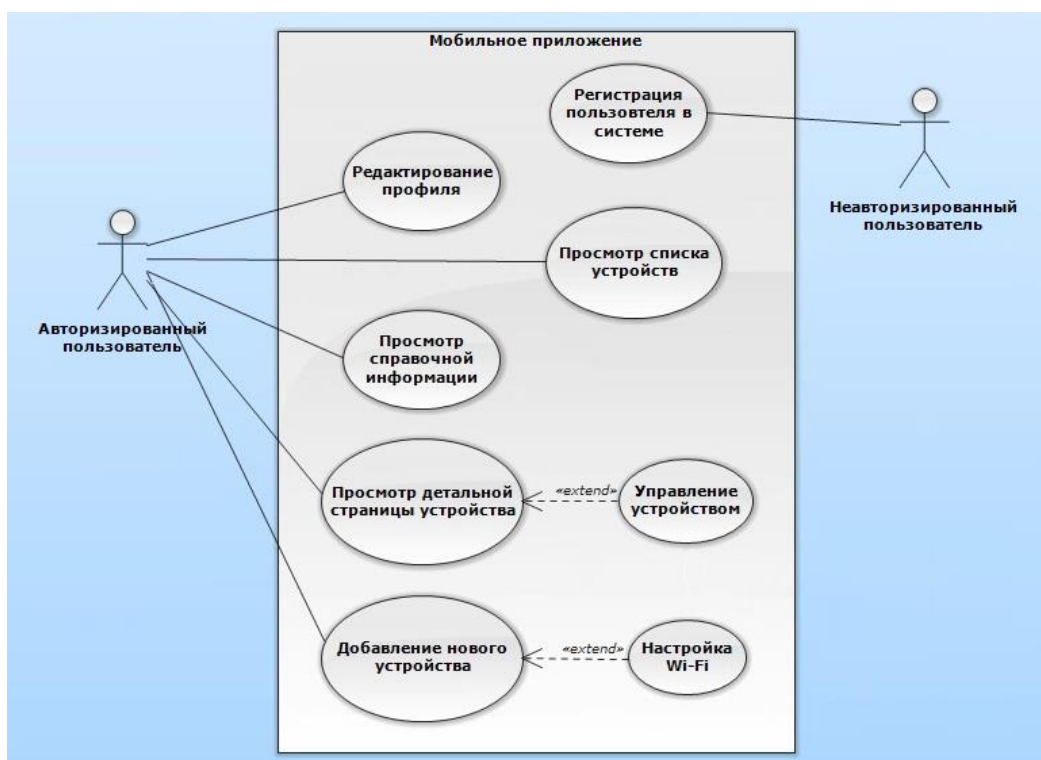 Мобильное приложение
Регистрация
пользовтеля в
системе
Редактирование
профиля
Неавторизированный
пользователь
Просмотр списка
устройств
Авторизированный
пользователь
Просмотр
справочной
информации
Просмотр детальной
страницы устройства
«extend»
Управление
устройством
Добавление нового
устройства
«extend»
Настройка
Wi-Fi